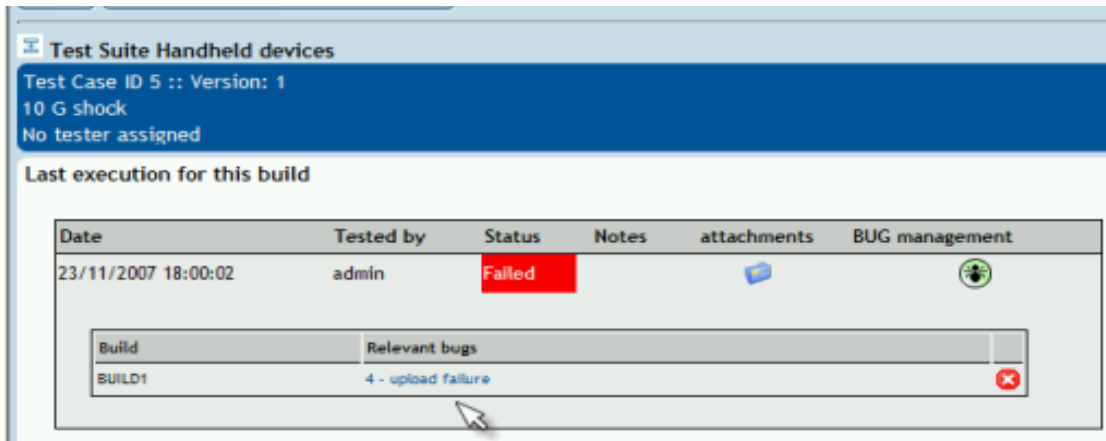 Test Suite Handheld devices
Test Case ID 5 :: Version: 1
10 G shock
No tester assigned
Last execution for this build
Date Tested by Status Notes attachments BUG management
23/11/2007 18:00:02 admin Failed
Build Relevant bugs
BUILD1 4 - upload failure